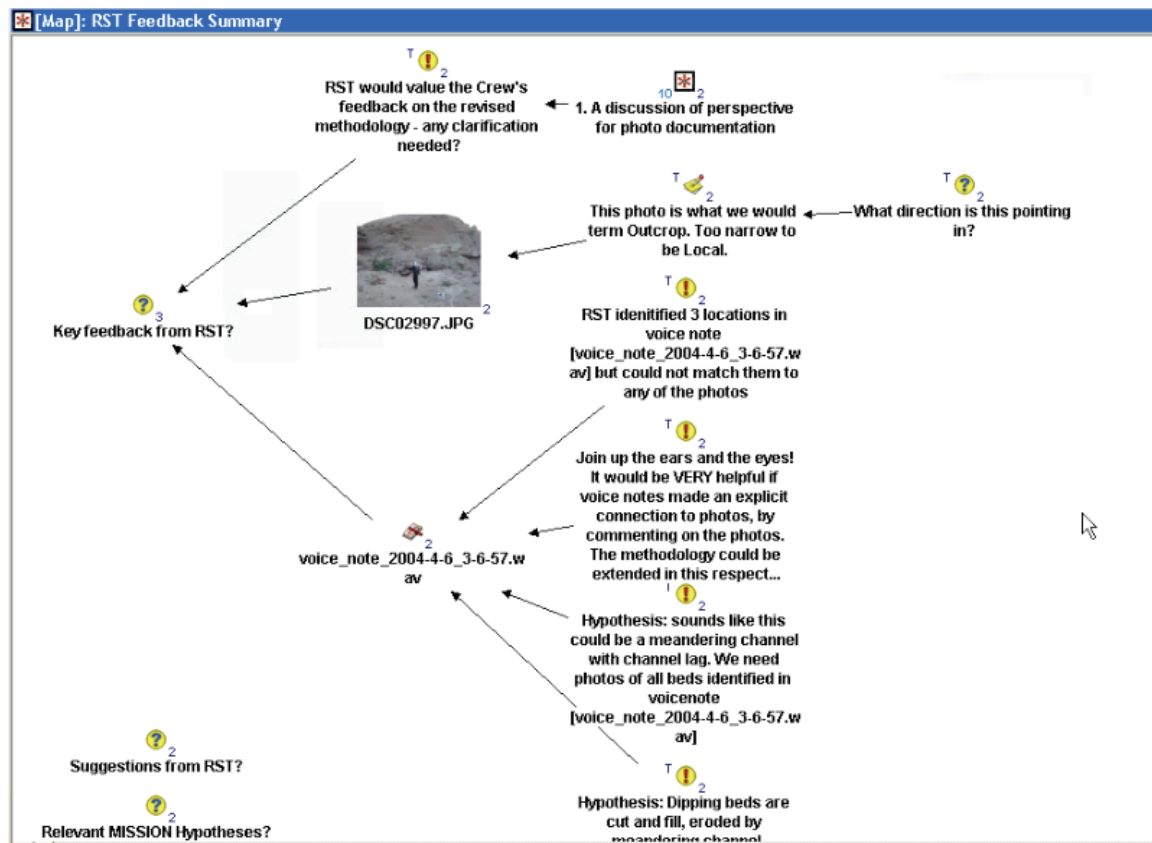 [Map]: RST Feedback Summary
T
2
RST would value the Crew's
feedback on the revised
methodology - any clarification
needed?
10
2
1. A discussion of perspective
for photo documentation
T
2
This photo is what we would
term Outcrop. Too narrow to
be Local.
T
2
What direction is this pointing
in?
2
DSC02997.JPG
3
Key feedback from RST?
T
2
RST idenitified 3 locations in
voice note
[voice_note_2004-4-6_3-6-57.w
av] but could not match them to
any of the photos
T
2
Join up the ears and the eyes!
It would be VERY helpful if
voice notes made an explicit
connection to photos, by
commenting on the photos.
The methodology could be
extended in this respect...
2
voice_note_2004-4-6_3-6-57.w
av
2
Hypothesis: sounds like this
could be a meandering channel
with channel lag. We need
photos of all beds identified in
voicenote
[voice_note_2004-4-6_3-6-57.w
av]
T
2
Hypothesis: Dipping beds are
cut and fill, eroded by
meandering channel
2
Suggestions from RST?
2
Relevant MISSION Hypotheses?